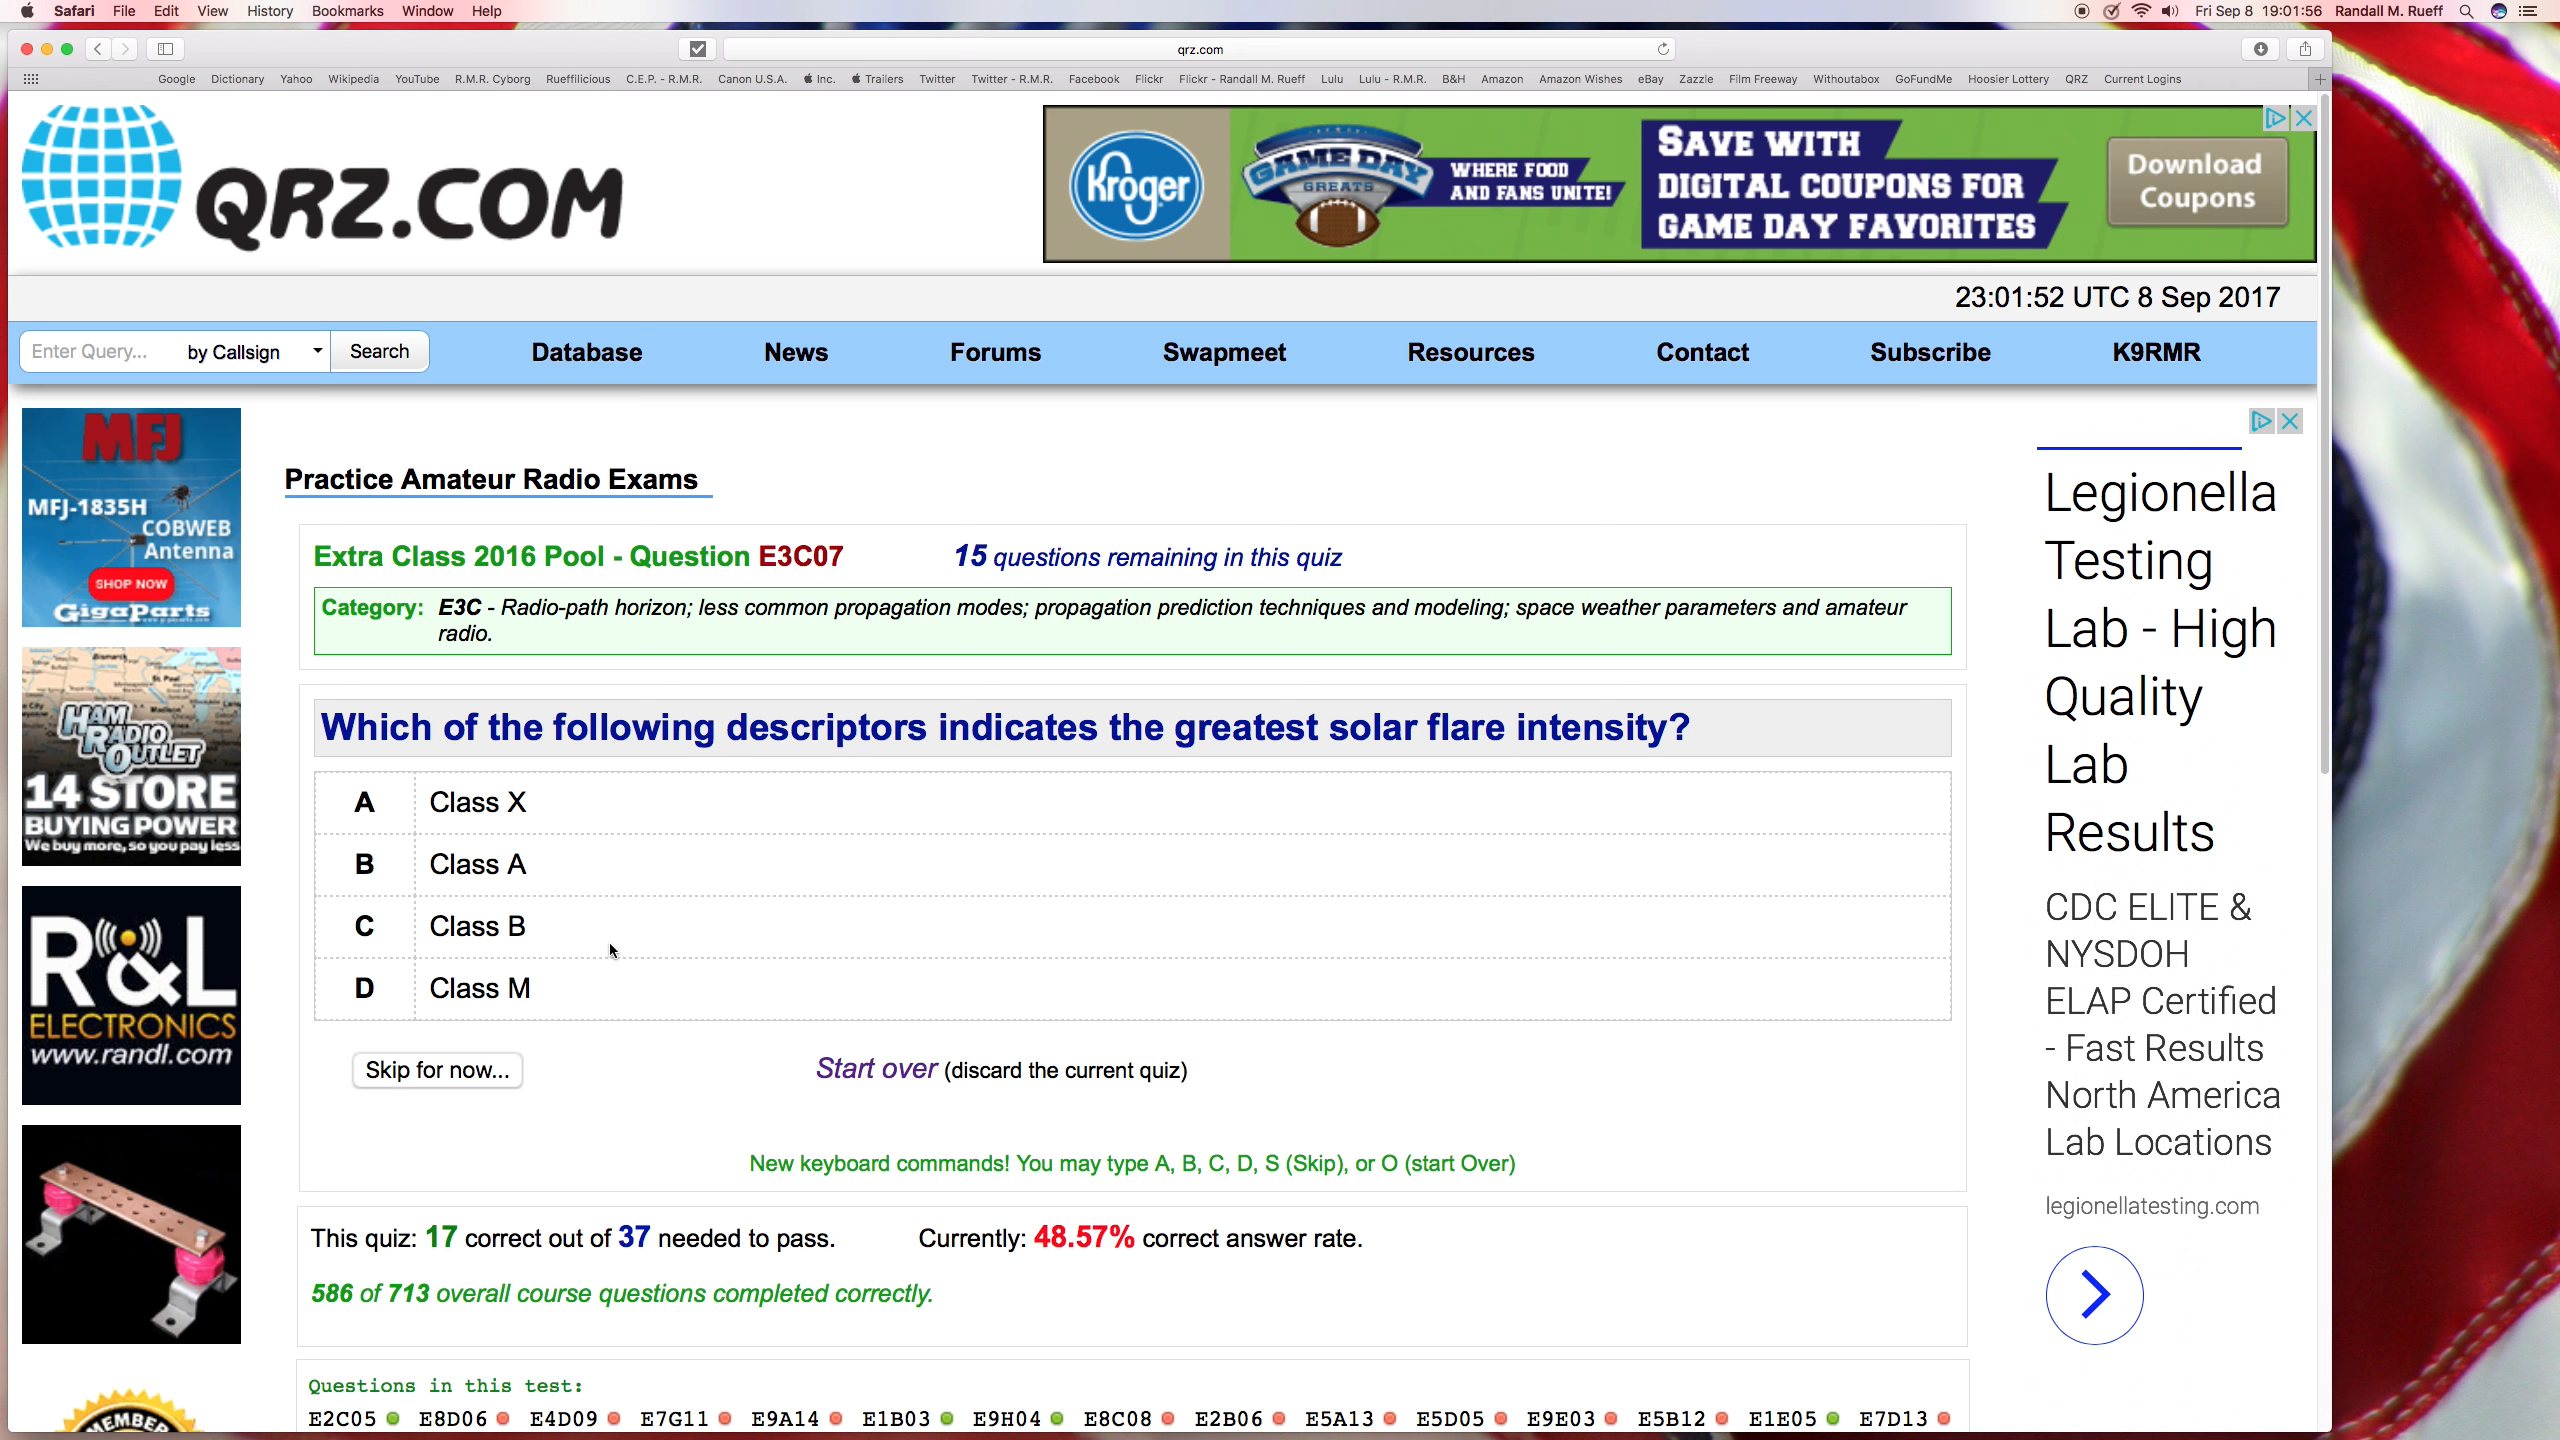 Safari File Edit View History Bookmarks Window Help
Fri Sep 8 19:01:56 Randall M. Rueff
qrz.com
Google Dictionary Yahoo Wikipedia YouTube R.M.R. Cyborg Rueffilicious C.E.P. - R.M.R. Canon U.S.A. Inc. Trailers Twitter Twitter - R.M.R. Facebook Flickr Flickr - Randall M. Rueff Lulu Lulu - R.M.R. B&H Amazon Amazon Wishes eBay Zazzle Film Freeway Withoutabox GoFundMe Hoosier Lottery QRZ Current Logins
QRZ.COM
Kroger
GAME DAY
GREATS
WHERE FOOD
AND FANS UNITE!
SAVE WITH
DIGITAL COUPONS FOR
GAME DAY FAVORITES
Download
Coupons
23:01:52 UTC 8 Sep 2017
Enter Query... by Callsign Search Database News Forums Swapmeet Resources Contact Subscribe K9RMR
MFJ
MFJ-1835H
COBWEB
Antenna
SHOP NOW
GigaParts
HAM
RADIO
OUTLET
14 STORE
BUYING POWER
We buy more, so you pay less
R&L
ELECTRONICS
www.randl.com
MEMBER
Practice Amateur Radio Exams
Extra Class 2016 Pool - Question E3C07 15 questions remaining in this quiz
Category: E3C - Radio-path horizon; less common propagation modes; propagation prediction techniques and modeling; space weather parameters and amateur
radio.
Which of the following descriptors indicates the greatest solar flare intensity?
A Class X
B Class A
C Class B
D Class M
Skip for now... Start over (discard the current quiz)
New keyboard commands! You may type A, B, C, D, S (Skip), or O (start Over)
This quiz: 17 correct out of 37 needed to pass. Currently: 48.57% correct answer rate.
586 of 713 overall course questions completed correctly.
Questions in this test:
E2C05 E8D06 E4D09 E7G11 E9A14 E1B03 E9H04 E8C08 E2B06 E5A13 E5D05 E9E03 E5B12 E1E05 E7D13
Legionella
Testing
Lab - High
Quality
Lab
Results
CDC ELITE &
NYSDOH
ELAP Certified
- Fast Results
North America
Lab Locations
legionellatesting.com